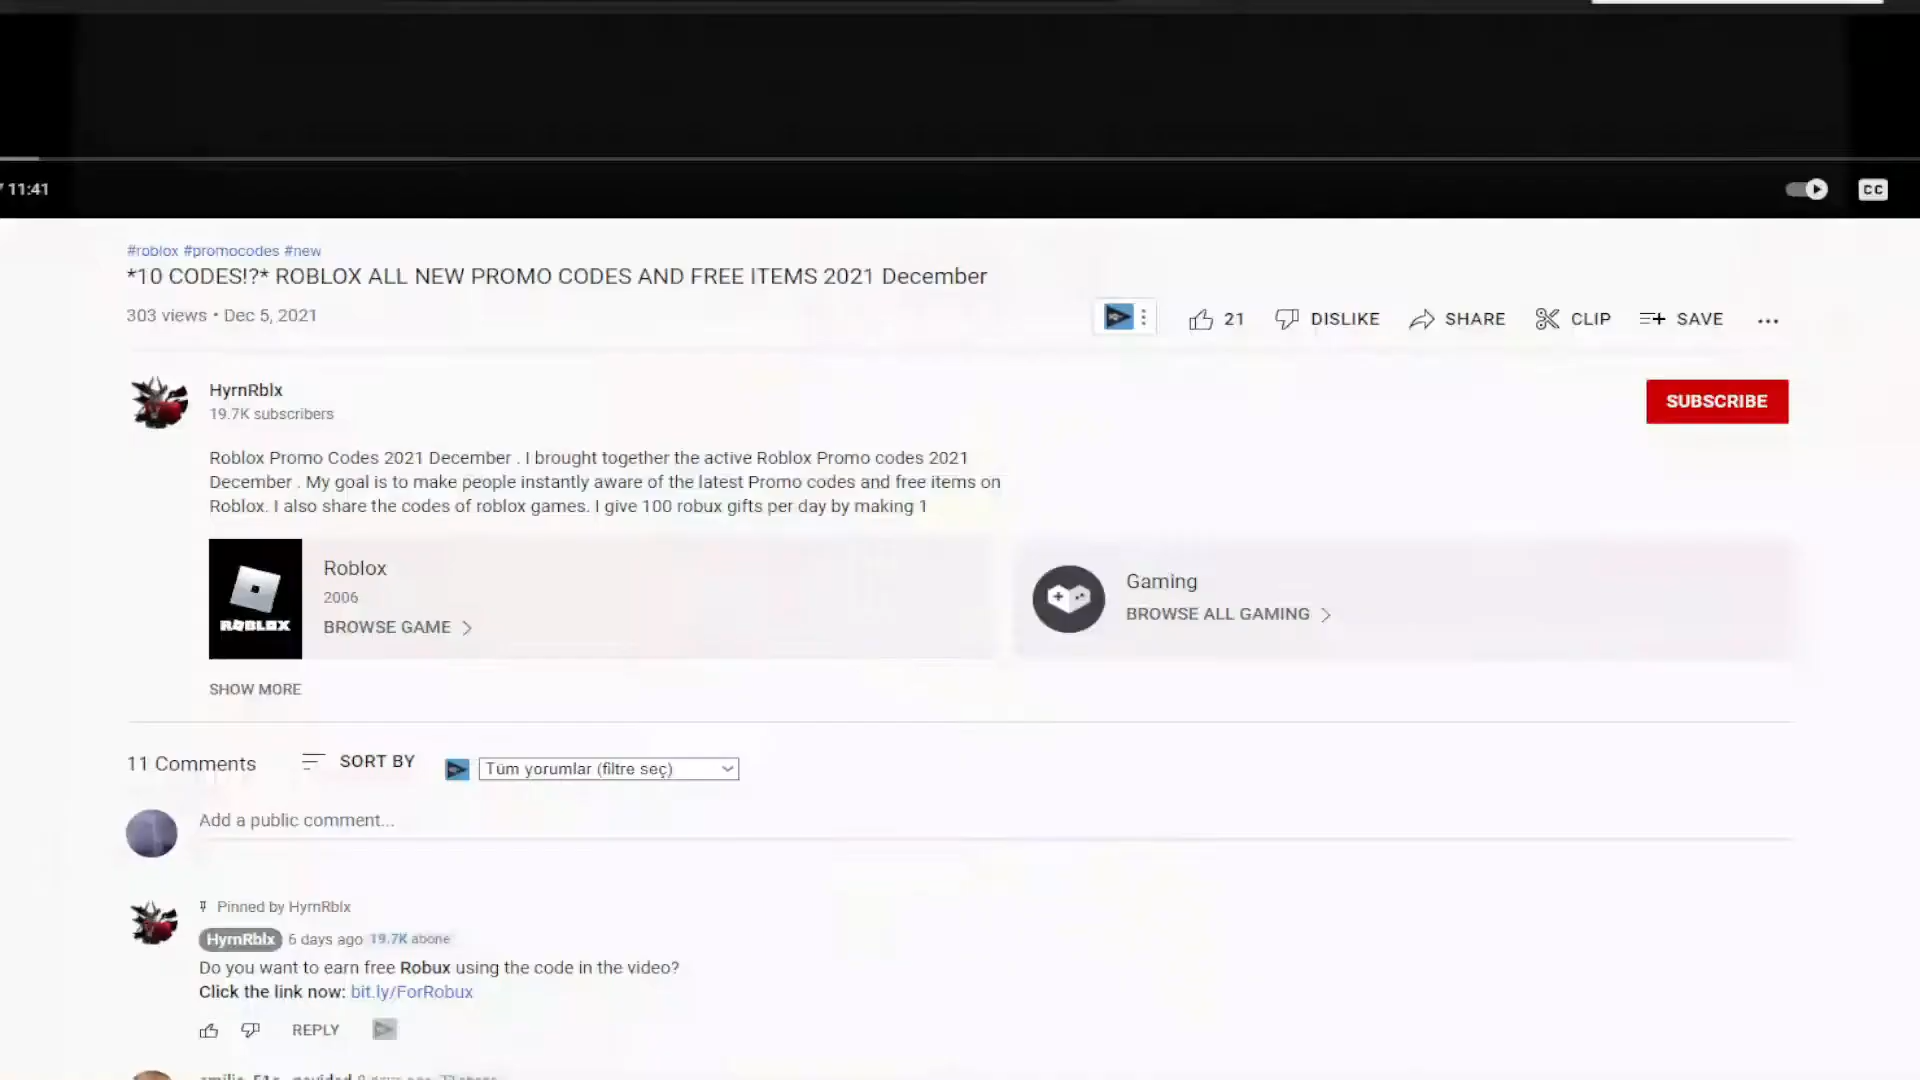 11:41
CC
#roblox #promocodes #new
*10 CODES!?* ROBLOX ALL NEW PROMO CODES AND FREE ITEMS 2021 December
303 views • Dec 5, 2021
21 DISLIKE SHARE CLIP SAVE
HyrnRblx
19.7K subscribers
SUBSCRIBE
Roblox Promo Codes 2021 December . I brought together the active Roblox Promo codes 2021
December . My goal is to make people instantly aware of the latest Promo codes and free items on
Roblox. I also share the codes of roblox games. I give 100 robux gifts per day by making 1
ROBLOX
Roblox
2006
BROWSE GAME
Gaming
BROWSE ALL GAMING
SHOW MORE
11 Comments SORT BY Tüm yorumlar (filtre seç)
Add a public comment...
Pinned by HyrnRblx
HyrnRblx 6 days ago 19.7K abone
Do you want to earn free Robux using the code in the video?
Click the link now: bit.ly/ForRobux
REPLY